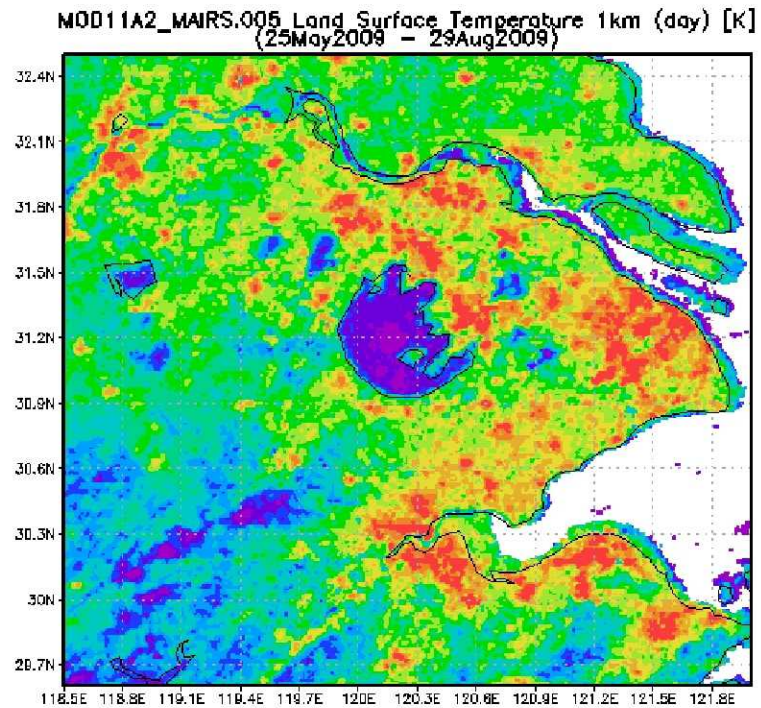 MOD11A2_MAIRS.005 Land Surface Temperature 1km (day) [K]
(25May2009 – 29Aug2009)
32.4N
32.1N
31.8N
31.5N
31.2N
30.9N
30.6N
30.3N
30N
29.7N
118.5E 118.8E 119.1E 119.4E 119.7E 120E 120.3E 120.6E 120.9E 121.2E 121.5E 121.8E